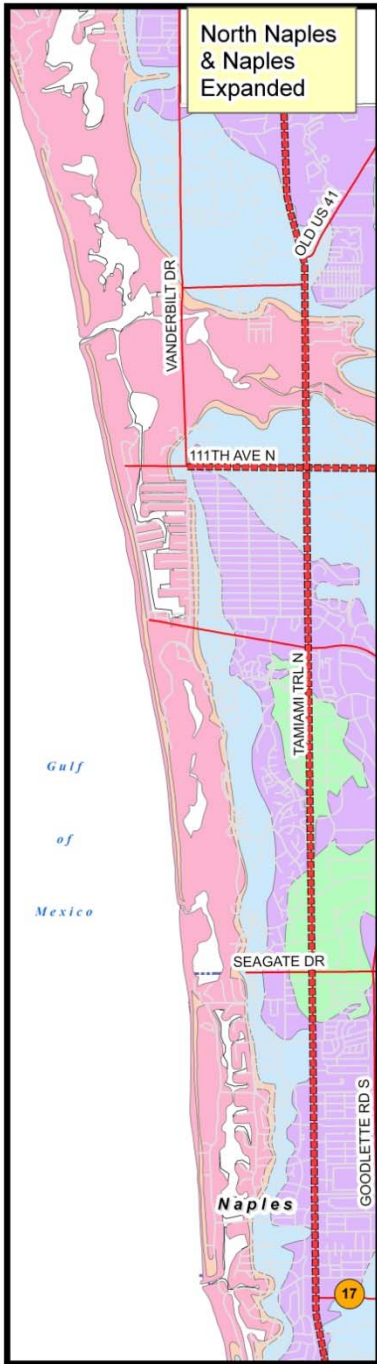 North Naples
& Naples
Expanded
OLD US 41
VANDERBILT DR
111TH AVE N
TAMIAMI TRL N
Gulf
of
Mexico
SEAGATE DR
GOODLETTE RD S
Naples
17